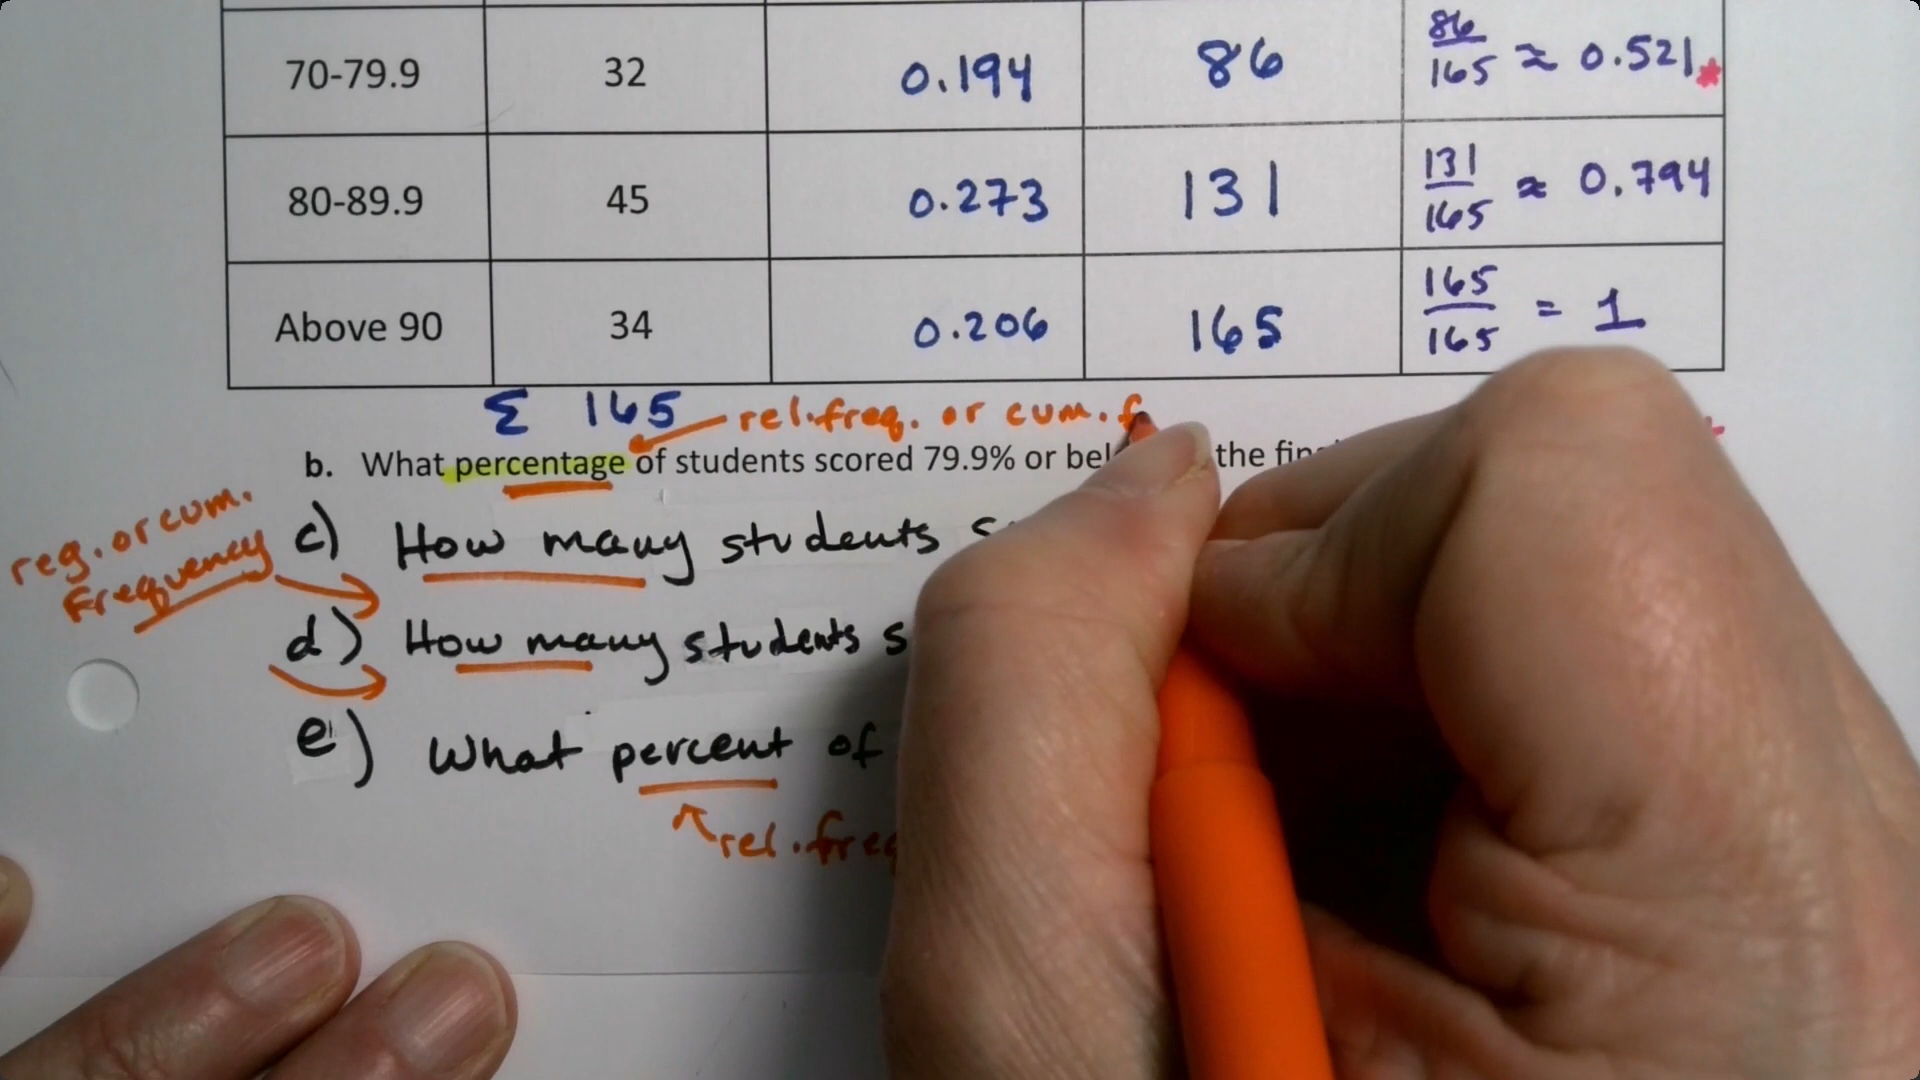 70-79.9 32 0.194 86 86/165 ≈ 0.521*
80-89.9 45 0.273 131 131/165 ≈ 0.794
Above 90 34 0.206 165 165/165 = 1
Σ 165 rel.freq. or cum. f
b. What percentage of students scored 79.9% or the
reg. or cum.
Frequency
c) How many students
d) How many students s
e) What percent of
rel.freq